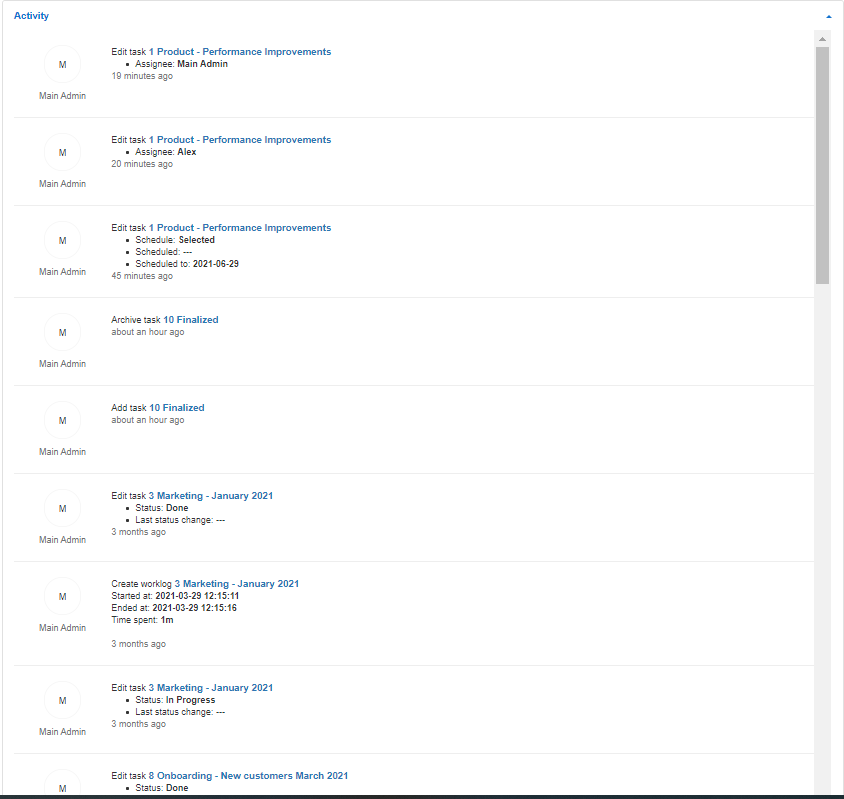 Activity
M
Main Admin
Edit task 1 Product - Performance Improvements
Assignee: Main Admin
19 minutes ago
M
Main Admin
Edit task 1 Product - Performance Improvements
Assignee: Alex
20 minutes ago
M
Main Admin
Edit task 1 Product - Performance Improvements
Schedule: Selected
Scheduled: ---
Scheduled to: 2021-06-29
45 minutes ago
M
Main Admin
Archive task 10 Finalized
about an hour ago
M
Main Admin
Add task 10 Finalized
about an hour ago
M
Main Admin
Edit task 3 Marketing - January 2021
Status: Done
Last status change: ---
3 months ago
M
Main Admin
Create worklog 3 Marketing - January 2021
Started at: 2021-03-29 12:15:11
Ended at: 2021-03-29 12:15:16
Time spent: 1m
3 months ago
M
Main Admin
Edit task 3 Marketing - January 2021
Status: In Progress
Last status change: ---
3 months ago
M
Edit task 8 Onboarding - New customers March 2021
Status: Done